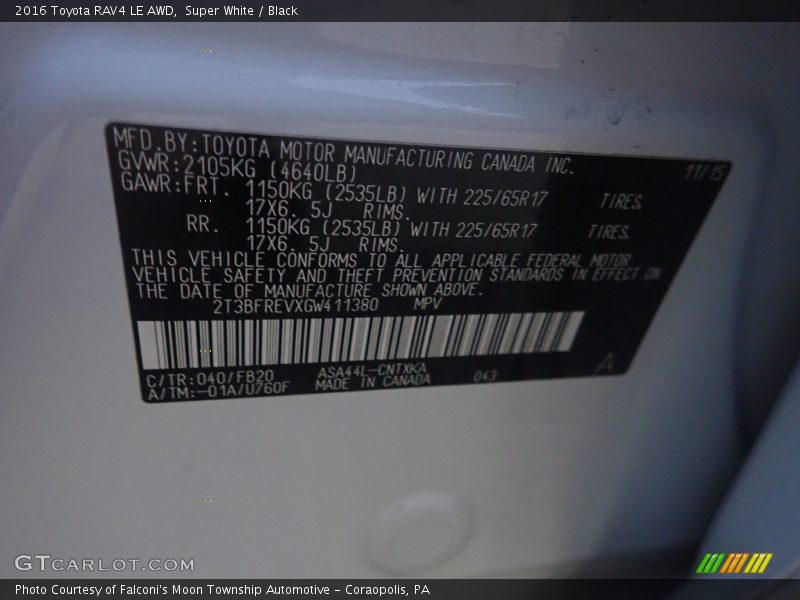 2016 Toyota RAV4 LE AWD,  Super White / Black
MFD.BY:TOYOTA MOTOR MANUFACTURING CANADA INC.
GVWR:2105KG (4640LB) 11/15
GAWR:FRT. 1150KG (2535LB) WITH 225/65R17 TIRES,
17X6.5J RIMS.
RR. 1150KG (2535LB) WITH 225/65R17 TIRES,
17X6.5J RIMS.
THIS VEHICLE CONFORMS TO ALL APPLICABLE FEDERAL MOTOR
VEHICLE SAFETY AND THEFT PREVENTION STANDARDS IN EFFECT ON
THE DATE OF MANUFACTURE SHOWN ABOVE.
2T3BFREVXGW411380 MPV
C/TR:040/FB20 ASA44L-CNTXKA A
A/TM:-01A/U760F MADE IN CANADA 043
GTCARLOT.COM
Photo Courtesy of Falconi's Moon Township Automotive – Coraopolis, PA